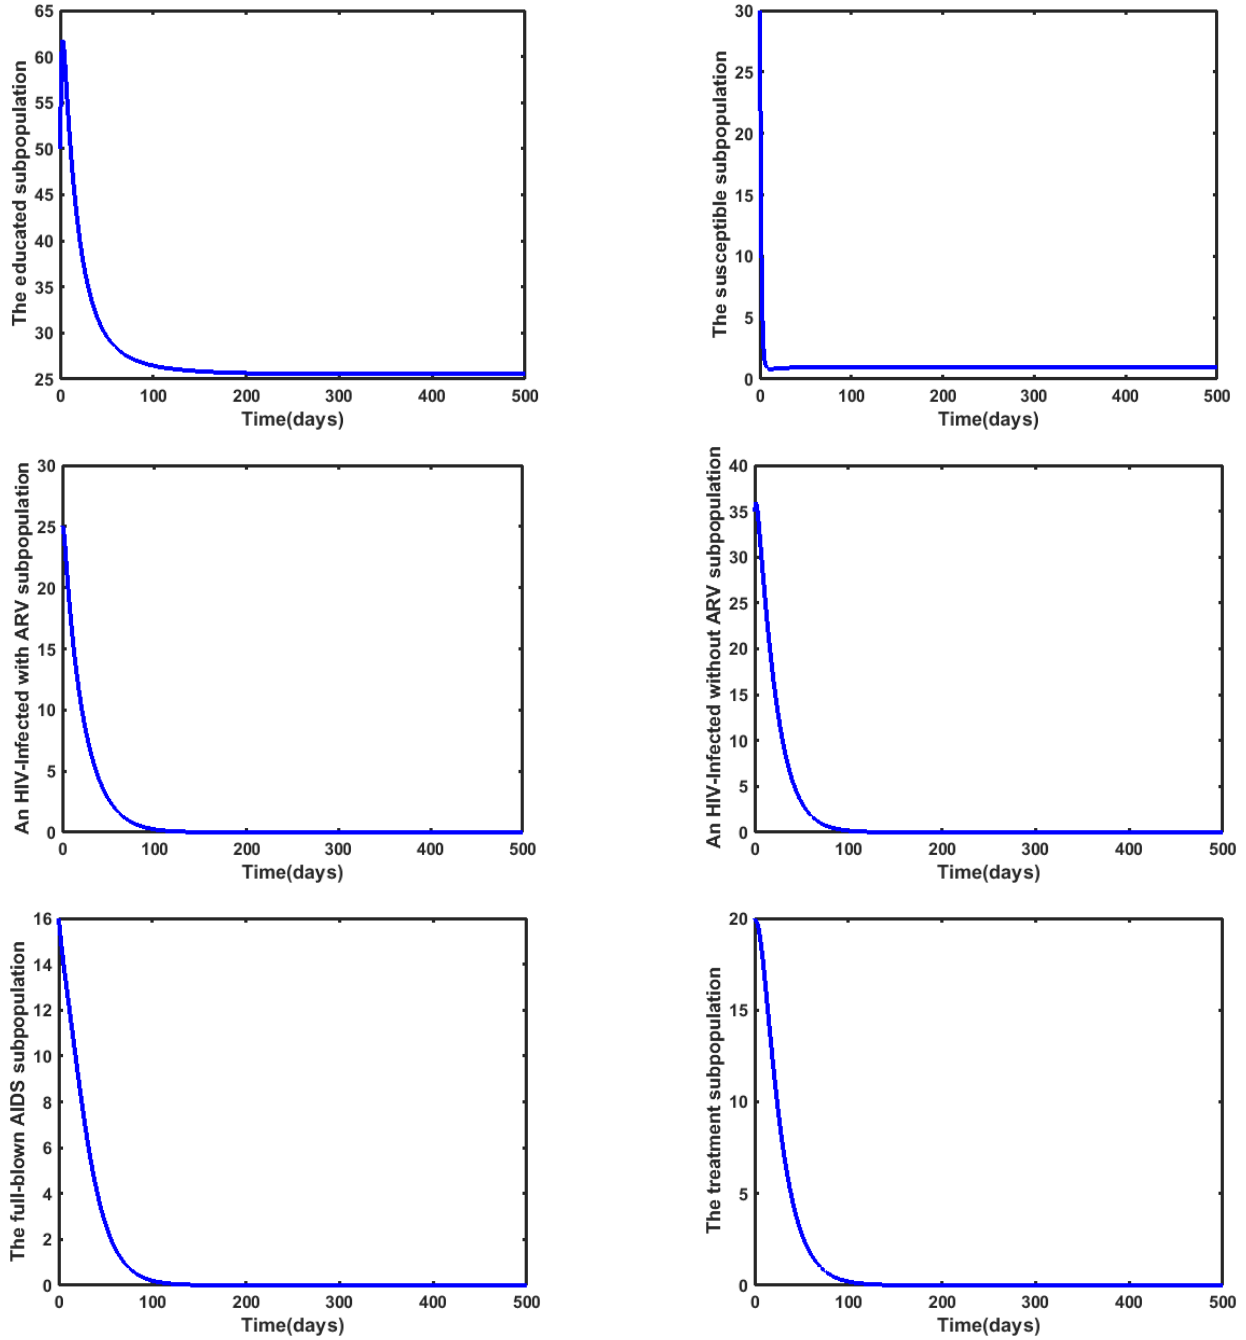 The educated subpopulation
65
60
55
50
45
40
35
30
25
0 100 200 300 400 500
Time(days)
The susceptible subpopulation
30
25
20
15
10
5
0
0 100 200 300 400 500
Time(days)
An HIV-Infected with ARV subpopulation
30
25
20
15
10
5
0
0 100 200 300 400 500
Time(days)
An HIV-Infected without ARV subpopulation
40
35
30
25
20
15
10
5
0
0 100 200 300 400 500
Time(days)
The full-blown AIDS subpopulation
16
14
12
10
8
6
4
2
0
0 100 200 300 400 500
Time(days)
The treatment subpopulation
20
15
10
5
0
0 100 200 300 400 500
Time(days)